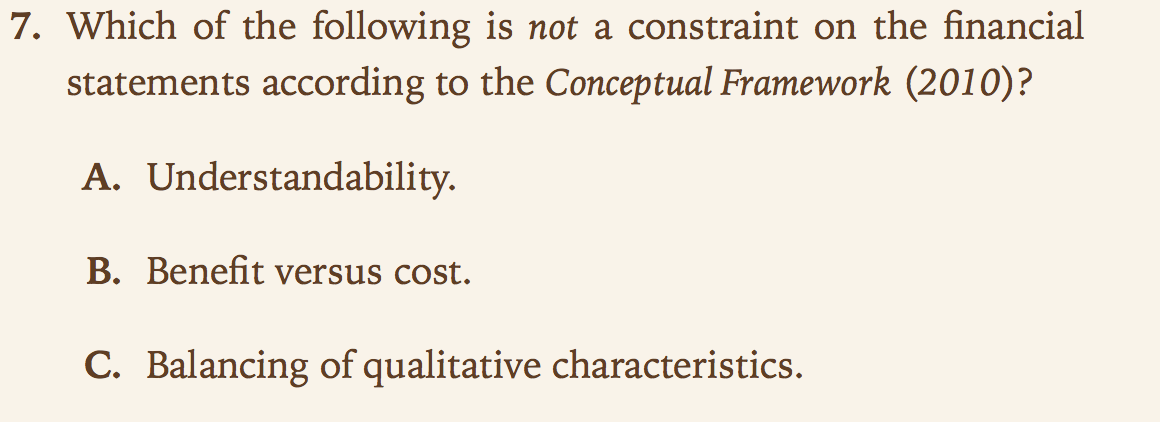 7. Which of the following is not a constraint on the financial
statements according to the Conceptual Framework (2010)?
A. Understandability.
B. Benefit versus cost.
C. Balancing of qualitative characteristics.